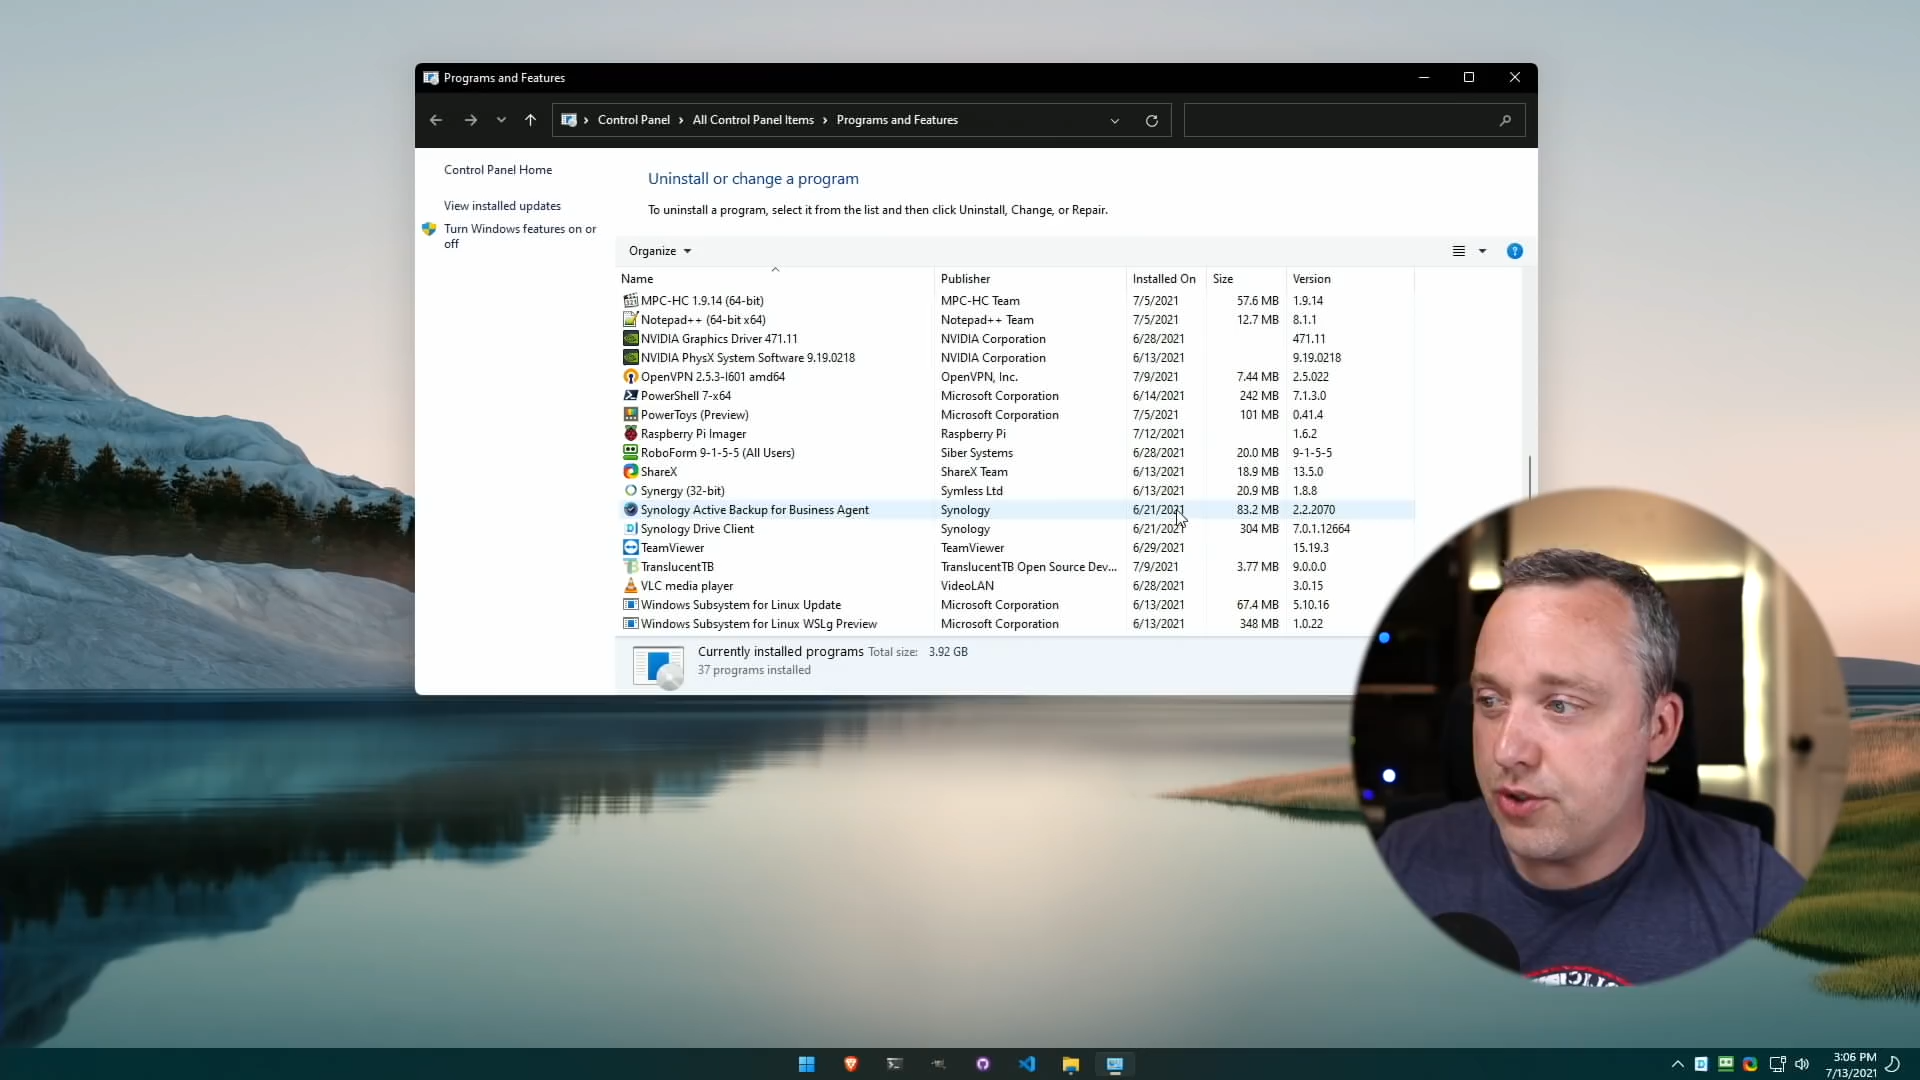 Programs and Features
Control Panel › All Control Panel Items › Programs and Features
Control Panel Home
View installed updates
Turn Windows features on or
off
Uninstall or change a program
To uninstall a program, select it from the list and then click Uninstall, Change, or Repair.
Organize
Name Publisher Installed On Size Version
MPC-HC 1.9.14 (64-bit) MPC-HC Team 7/5/2021 57.6 MB 1.9.14
Notepad++ (64-bit x64) Notepad++ Team 7/5/2021 12.7 MB 8.1.1
NVIDIA Graphics Driver 471.11 NVIDIA Corporation 6/28/2021 471.11
NVIDIA PhysX System Software 9.19.0218 NVIDIA Corporation 6/13/2021 9.19.0218
OpenVPN 2.5.3-I601 amd64 OpenVPN, Inc. 7/9/2021 7.44 MB 2.5.022
PowerShell 7-x64 Microsoft Corporation 6/14/2021 242 MB 7.1.3.0
PowerToys (Preview) Microsoft Corporation 7/5/2021 101 MB 0.41.4
Raspberry Pi Imager Raspberry Pi 7/12/2021 1.6.2
RoboForm 9-1-5-5 (All Users) Siber Systems 6/28/2021 20.0 MB 9-1-5-5
ShareX ShareX Team 6/13/2021 18.9 MB 13.5.0
Synergy (32-bit) Symless Ltd 6/13/2021 20.9 MB 1.8.8
Synology Active Backup for Business Agent Synology 6/21/2021 83.2 MB 2.2.2070
Synology Drive Client Synology 6/21/2021 304 MB 7.0.1.12664
TeamViewer TeamViewer 6/29/2021 15.19.3
TranslucentTB TranslucentTB Open Source Dev... 7/9/2021 3.77 MB 9.0.0.0
VLC media player VideoLAN 6/28/2021 3.0.15
Windows Subsystem for Linux Update Microsoft Corporation 6/13/2021 67.4 MB 5.10.16
Windows Subsystem for Linux WSLg Preview Microsoft Corporation 6/13/2021 348 MB 1.0.22
Currently installed programs Total size: 3.92 GB
37 programs installed
3:06 PM
7/13/2021